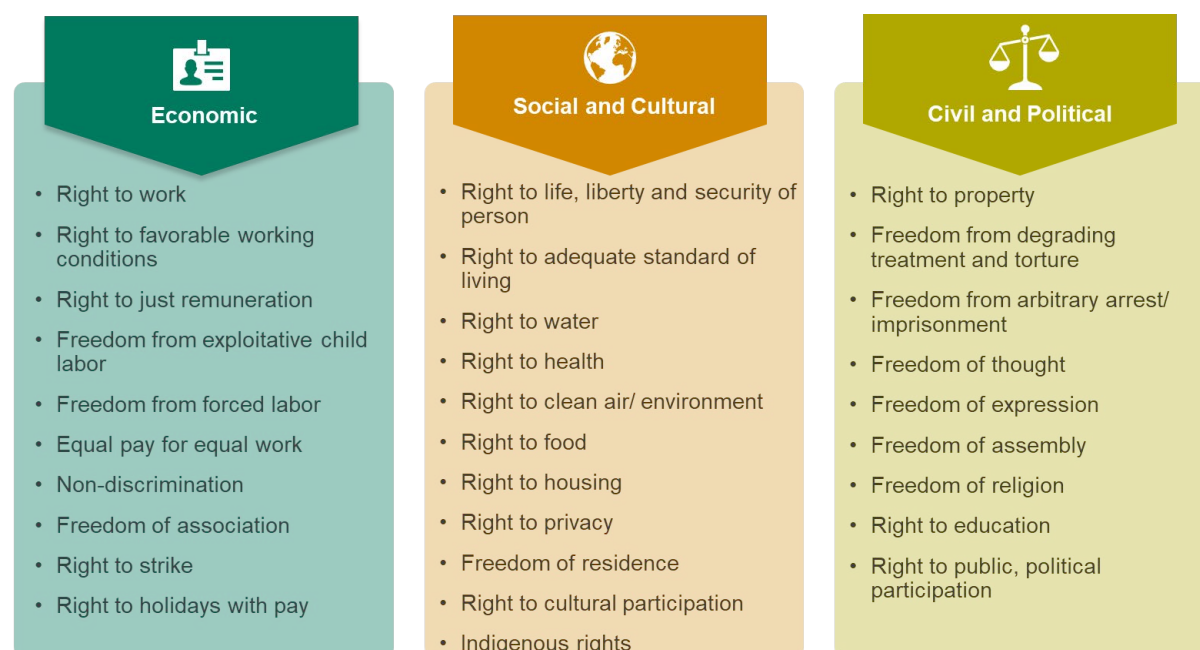 Economic
• Right to work
• Right to favorable working
conditions
• Right to just remuneration
• Freedom from exploitative child
labor
• Freedom from forced labor
• Equal pay for equal work
• Non-discrimination
• Freedom of association
• Right to strike
• Right to holidays with pay
Social and Cultural
• Right to life, liberty and security of
person
• Right to adequate standard of
living
• Right to water
• Right to health
• Right to clean air/ environment
• Right to food
• Right to housing
• Right to privacy
• Freedom of residence
• Right to cultural participation
• Indigenous rights
Civil and Political
• Right to property
• Freedom from degrading
treatment and torture
• Freedom from arbitrary arrest/
imprisonment
• Freedom of thought
• Freedom of expression
• Freedom of assembly
• Freedom of religion
• Right to education
• Right to public, political
participation